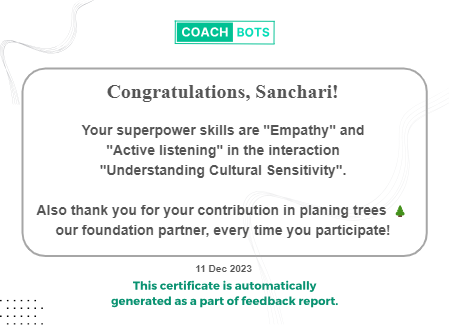 COACH BOTS
Congratulations, Sanchari!
Your superpower skills are "Empathy" and
"Active listening" in the interaction
"Understanding Cultural Sensitivity".
Also thank you for your contribution in planing trees 🌲
our foundation partner, every time you participate!
11 Dec 2023
This certificate is automatically
generated as a part of feedback report.